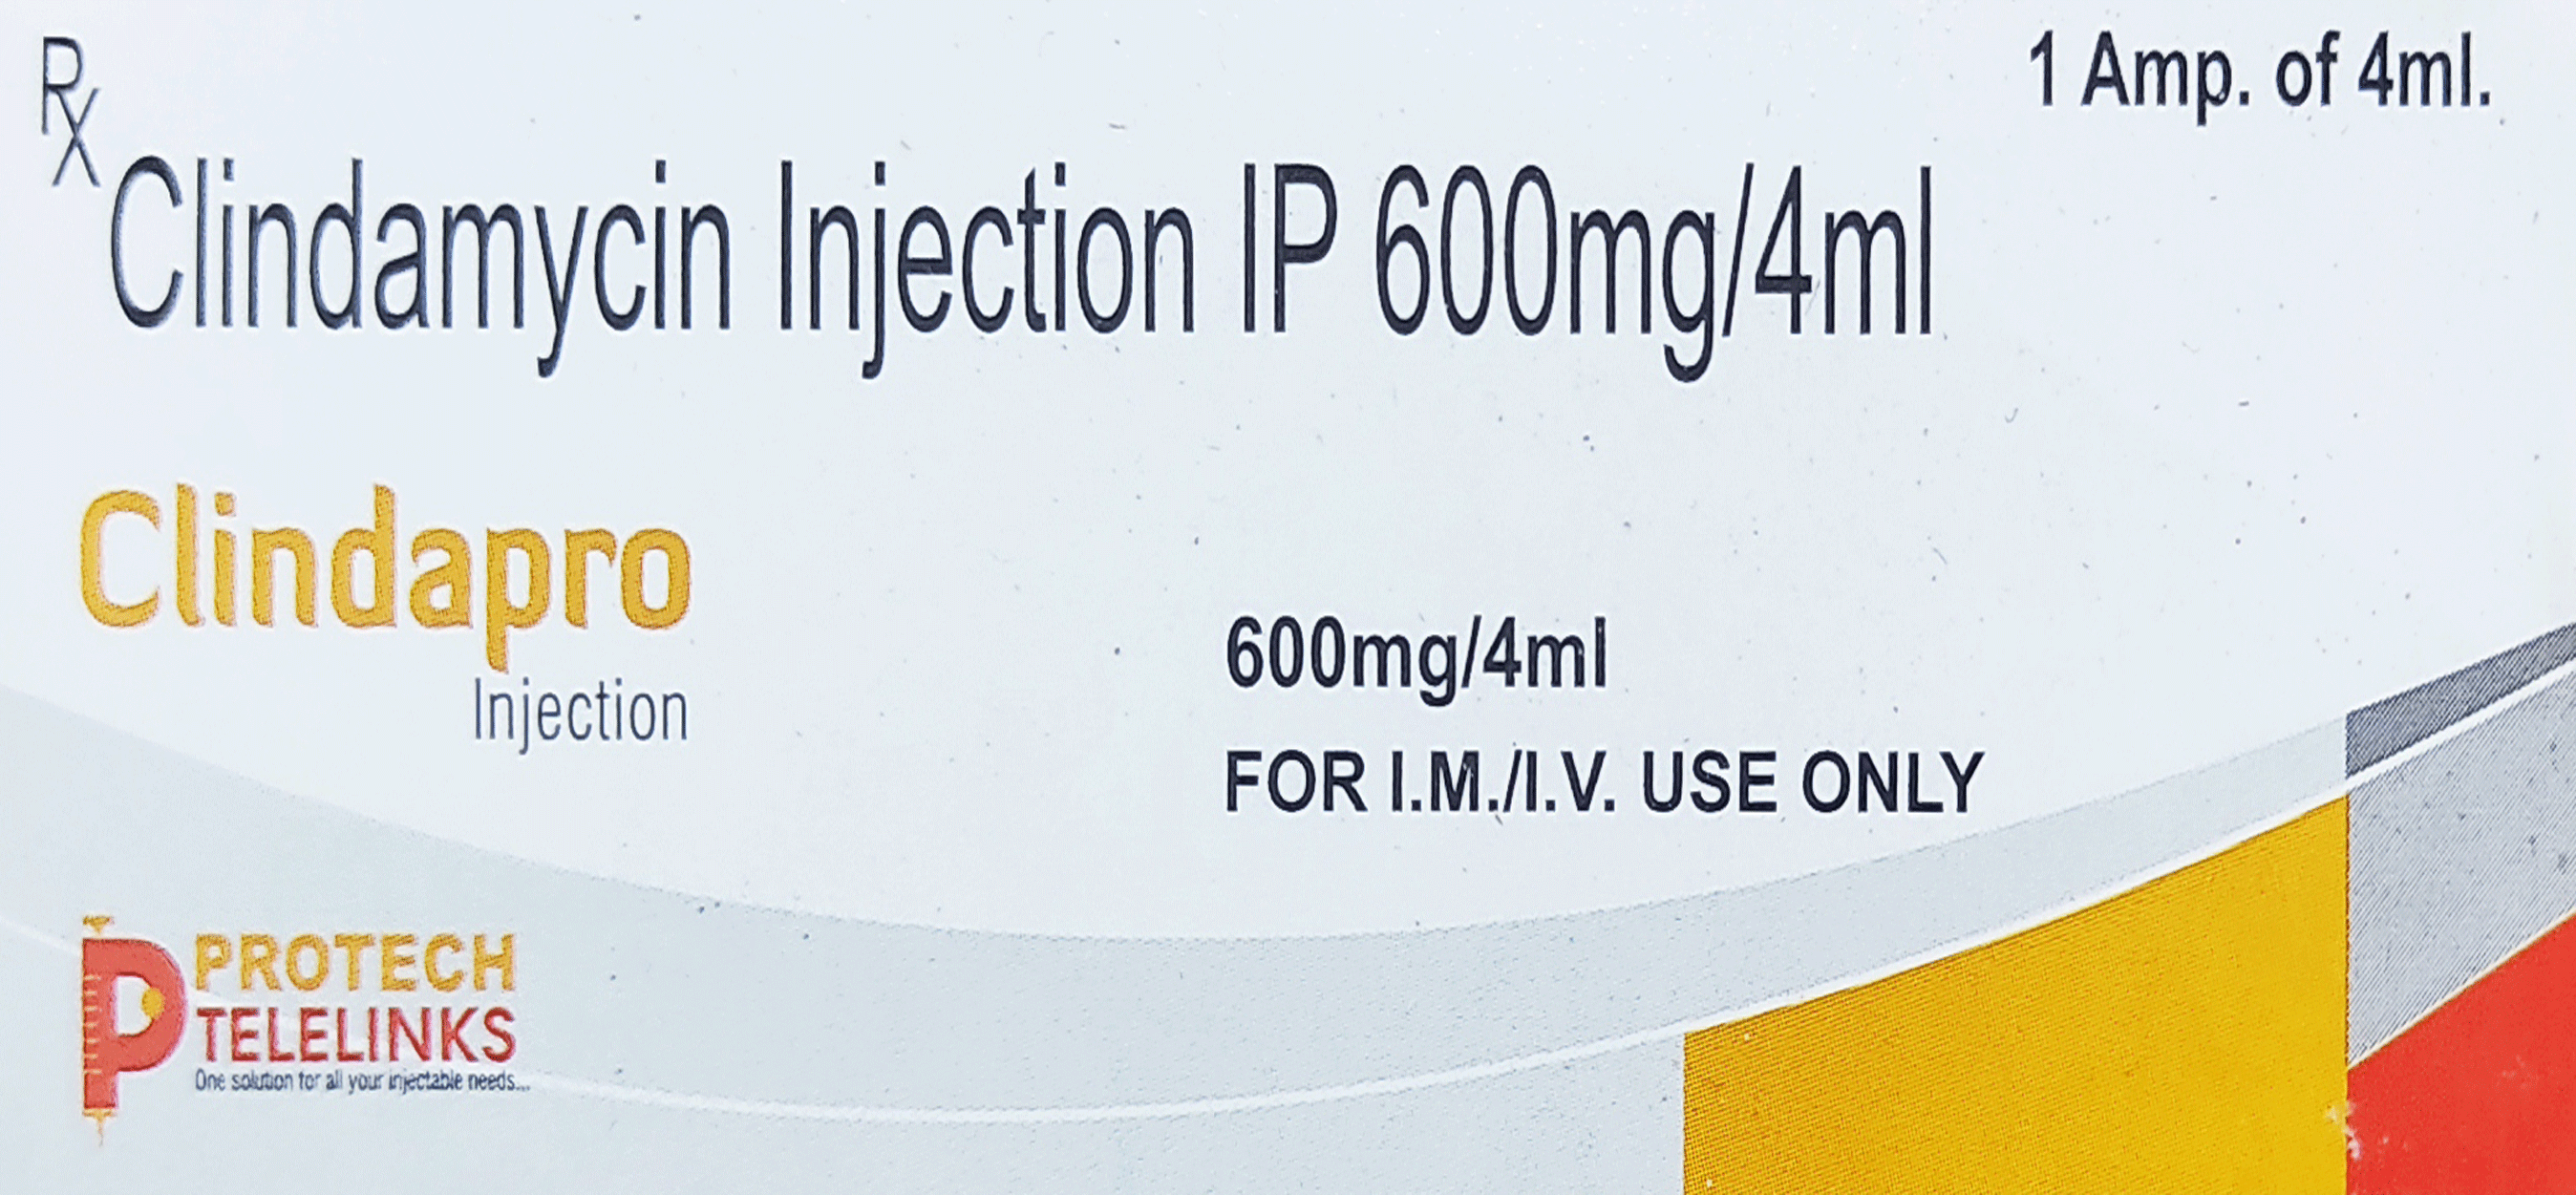 Rx
1 Amp. of 4ml.
Clindamycin Injection IP 600mg/4ml
Clindapro
Injection
600mg/4ml
FOR I.M./I.V. USE ONLY
PROTECH
TELELINKS
One solution for all your injectable needs...